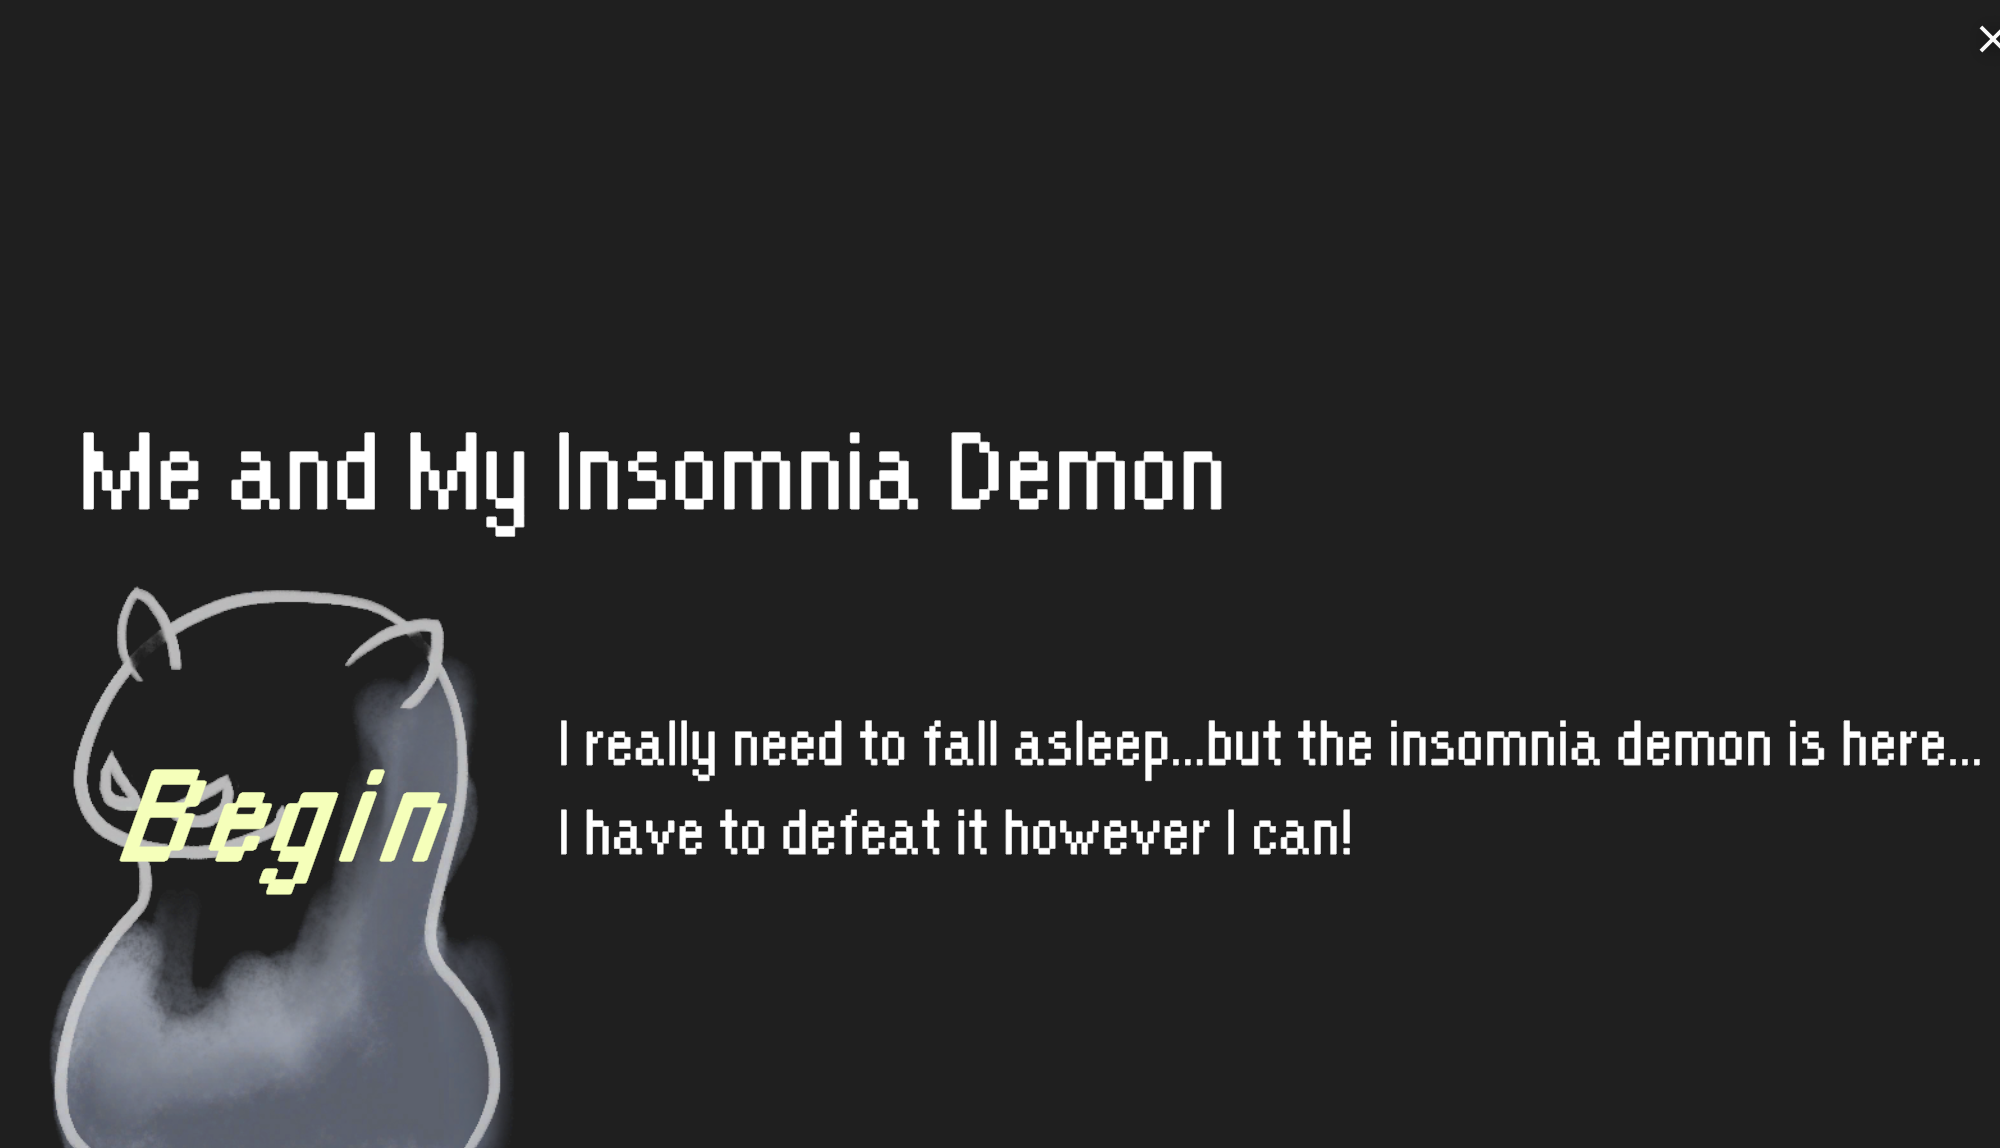 Me and My Insomnia Demon
Begin
I really need to fall asleep...but the insomnia demon is here...
I have to defeat it however I can!